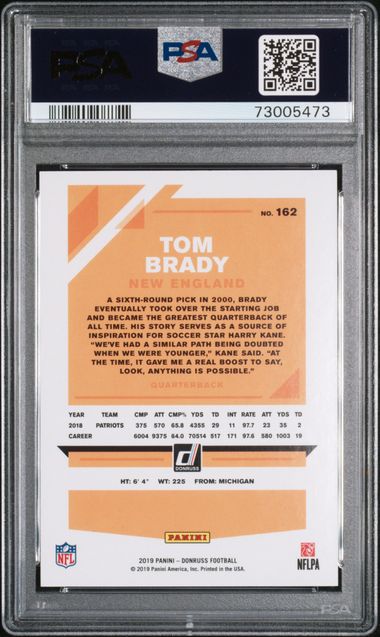 PSA
PSA
73005473
NO. 162
TOM
BRADY
NEW ENGLAND
A SIXTH-ROUND PICK IN 2000, BRADY
EVENTUALLY TOOK OVER THE STARTING JOB
AND BECAME THE GREATEST QUARTERBACK OF
ALL TIME. HIS STORY SERVES AS A SOURCE OF
INSPIRATION FOR SOCCER STAR HARRY KANE.
"WE'VE HAD A SIMILAR PATH BEING DOUBTED
WHEN WE WERE YOUNGER," KANE SAID. "AT
THE TIME, IT GAVE ME A REAL BOOST TO SAY,
LOOK, ANYTHING IS POSSIBLE."
QUARTERBACK
YEAR TEAM CMP ATT CMP% YDS TD INT RATE ATT YDS TD
2018 PATRIOTS 375 570 65.8 4355 29 11 97.7 23 35 2
CAREER 6004 9375 64.0 70514 517 171 97.6 580 1003 19
DONRUSS
HT: 6' 4" WT: 225 FROM: MICHIGAN
PANINI
NFL
2019 PANINI – DONRUSS FOOTBALL
© 2019 Panini America, Inc. Printed in the USA.
NFLPA
PSA